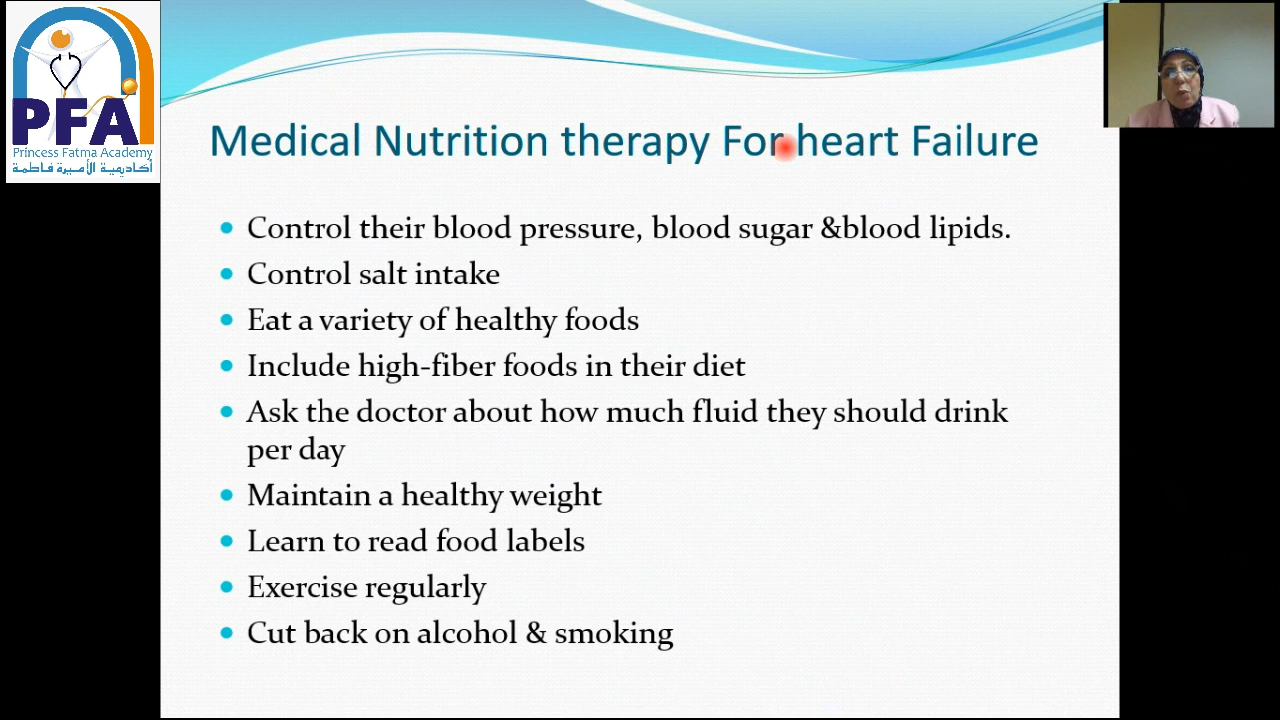 PFA
Princess Fatma Academy
أكاديمية الأميرة فاطمة
Medical Nutrition therapy For heart Failure
Control their blood pressure, blood sugar &blood lipids.
Control salt intake
Eat a variety of healthy foods
Include high-fiber foods in their diet
Ask the doctor about how much fluid they should drink
per day
Maintain a healthy weight
Learn to read food labels
Exercise regularly
Cut back on alcohol & smoking